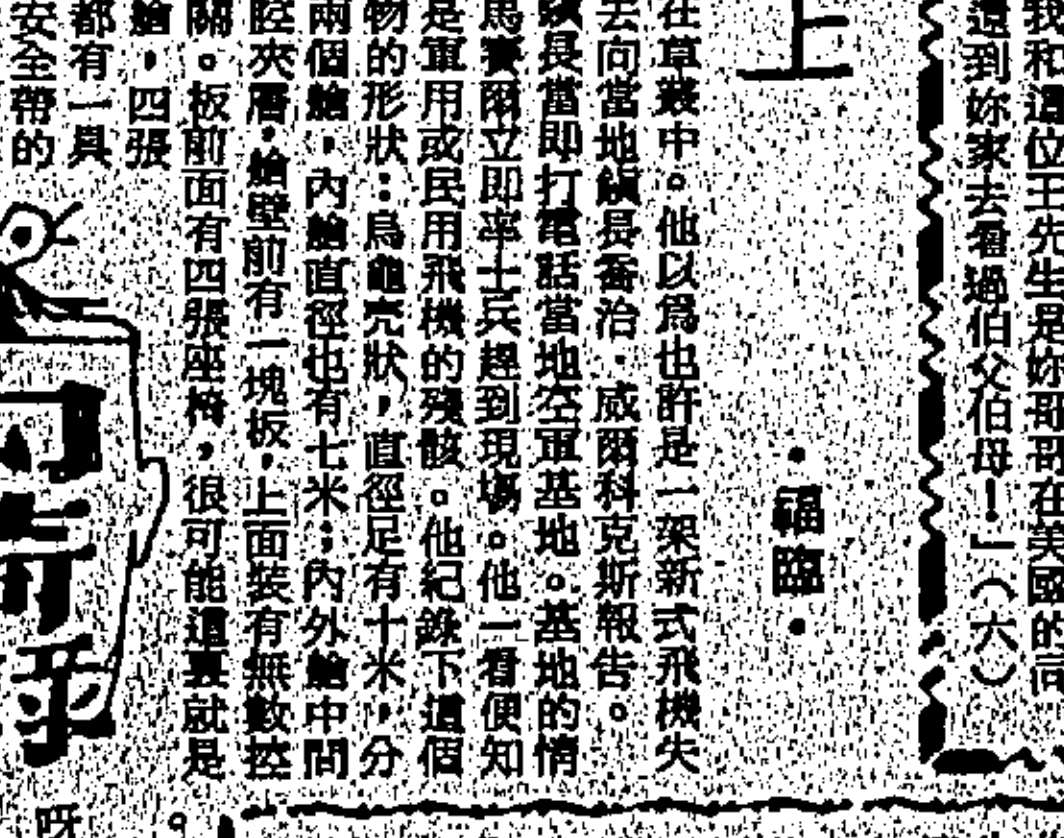 我和這位王先生是妳哥哥在美國的同
還到妳家去看過伯父伯母！」（六）
上
·福臨·
在草叢中。他以為也許是一架新式飛機失
去向當地鎮長喬治·威爾科克斯報告。
鎮長當即打電話當地空軍基地。基地的情
馬賽爾立即率士兵趕到現場。他一看便知
是軍用或民用飛機的殘骸。他紀錄下這個
物的形狀：烏龜壳狀，直徑足有十米，分
兩個艙，內艙直徑也有七米；內外艙中間
腔夾層，艙壁前有一塊板，上面裝有無數控
關。板前面有四張座椅，很可能這裏就是
艙，四張
都有一具
安全帶的
呀